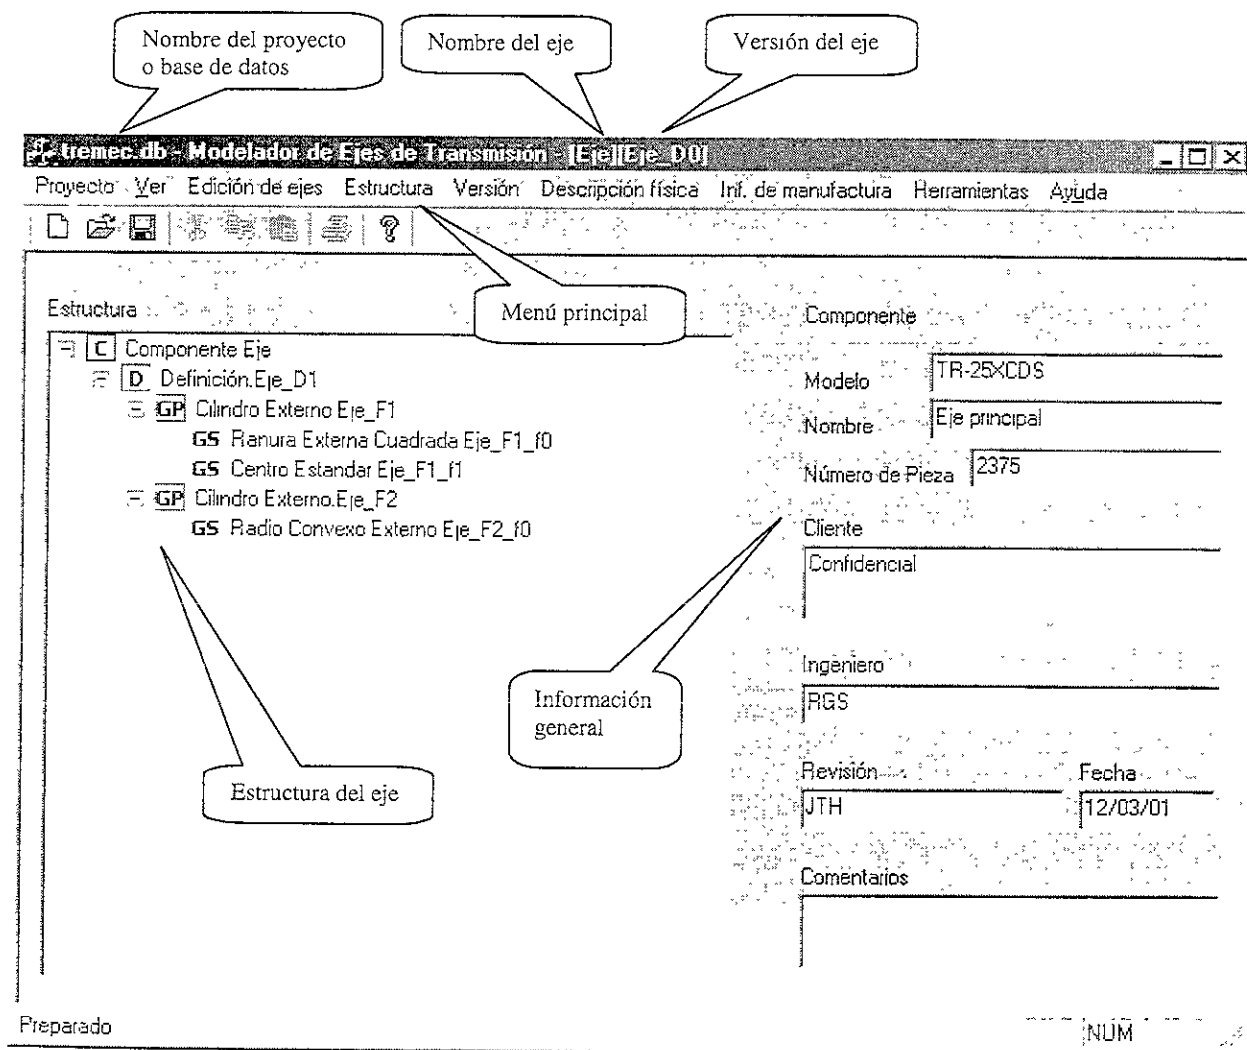 Nombre del proyecto
o base de datos
Nombre del eje
Versión del eje
tremec.db - Modelador de Ejes de Transmisión - [Eje][Eje_D0]
Proyecto Ver Edición de ejes Estructura Versión Descripción física Inf. de manufactura Herramientas Ayuda
Menú principal
Estructura
C Componente Eje
D Definición.Eje_D1
GP Cilindro Externo Eje_F1
GS Ranura Externa Cuadrada Eje_F1_f0
GS Centro Estandar Eje_F1_f1
GP Cilindro Externo.Eje_F2
GS Radio Convexo Externo Eje_F2_f0
Estructura del eje
Información
general
Componente
Modelo TR-25XCDS
Nombre Eje principal
Número de Pieza 2375
Cliente
Confidencial
Ingeniero
RGS
Revisión Fecha
JTH 12/03/01
Comentarios
Preparado NUM